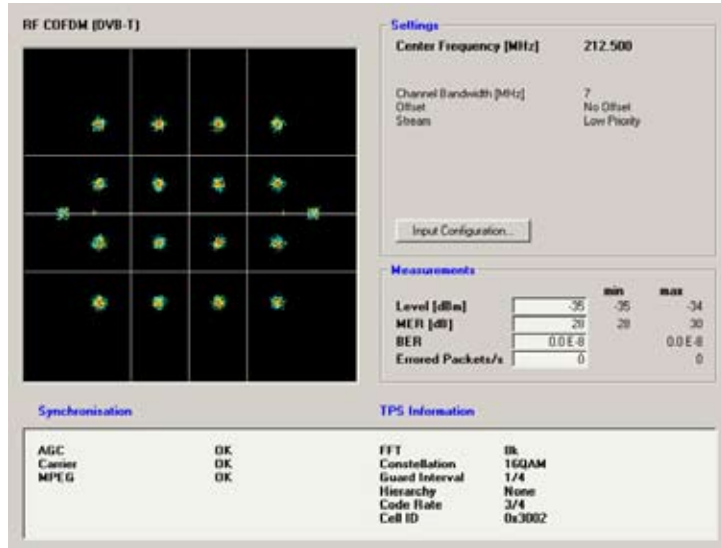 RF COFDM (DVB-T)
Settings
Center Frequency [MHz] 212.500
Channel Bandwidth [MHz] 7
Offset No Offset
Stream Low Priority
Input Configuration...
Measurements
min max
Level [dBm] -35 -35 -34
MER [dB] 28 28 30
BER 0.0 E-8 0.0 E-8
Errored Packets/s 0 0
Synchronisation
AGC OK
Carrier OK
MPEG OK
TPS Information
FFT 8k
Constellation 16QAM
Guard Interval 1/4
Hierarchy None
Code Rate 3/4
Cell ID 0x3002